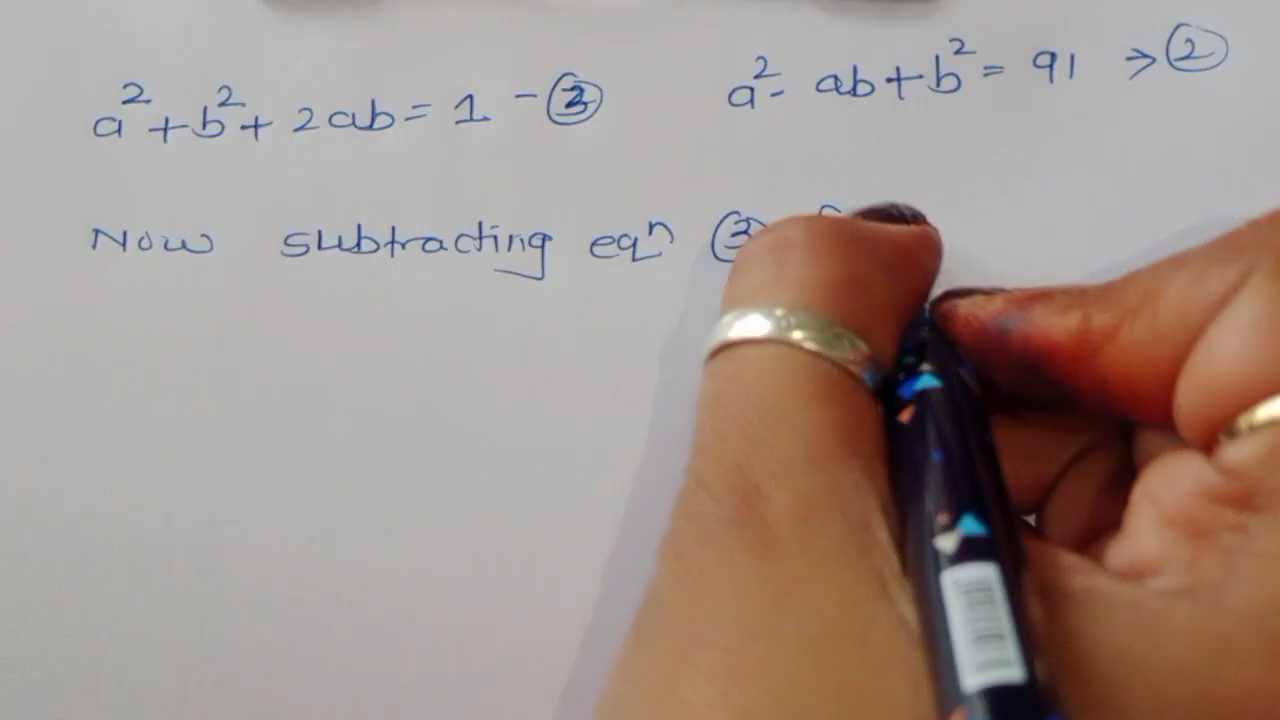 a² + b² + 2ab = 1 - ③ a² - ab + b² = 91 → ②
Now subtracting eqⁿ ③